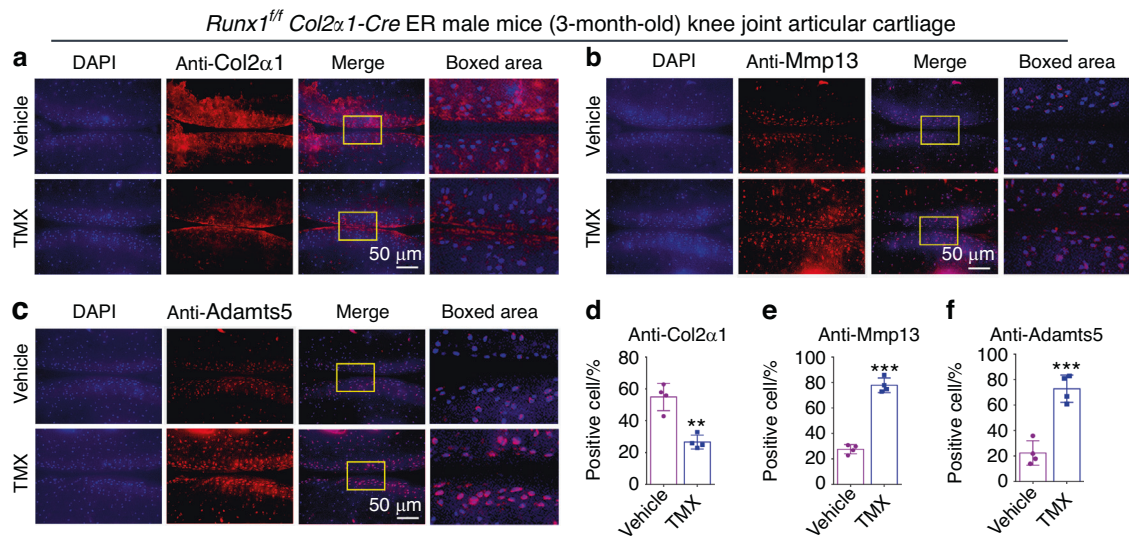 Runx1f/f Col2α1-Cre ER male mice (3-month-old) knee joint articular cartliage
a
DAPI Anti-Col2α1 Merge Boxed area
Vehicle
TMX
50 μm
b
DAPI Anti-Mmp13 Merge Boxed area
Vehicle
TMX
50 μm
c
DAPI Anti-Adamts5 Merge Boxed area
Vehicle
TMX
50 μm
d
Anti-Col2α1
Positive cell/%
80
60
40
20
0
**
Vehicle TMX
e
Anti-Mmp13
Positive cell/%
100
80
60
40
20
0
***
Vehicle TMX
f
Anti-Adamts5
Positive cell/%
100
80
60
40
20
0
***
Vehicle TMX